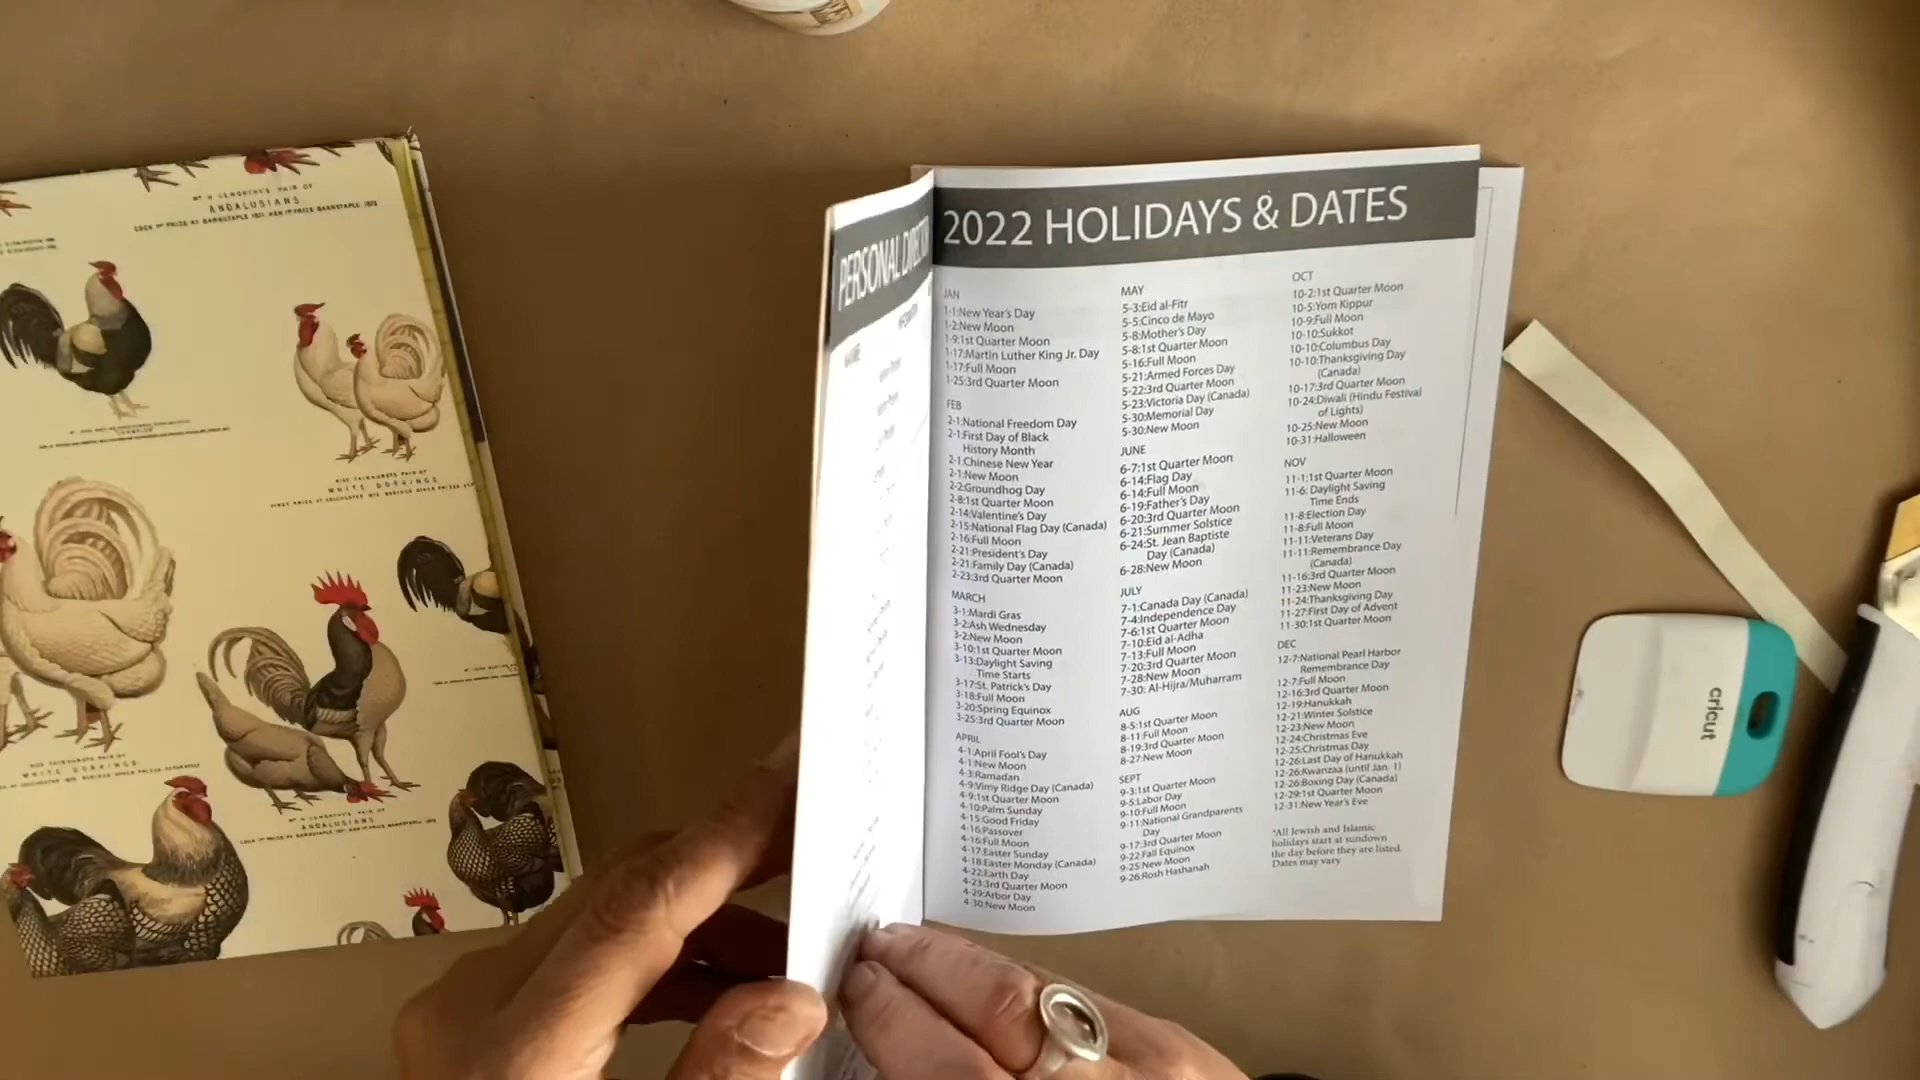 MR H LEWORTHY'S PAIR OF
ANDALUSIANS.
WHITE DORKINGS
WHITE DORKINGS.
ANDALUSIANS
PERSONAL
NAME
2022 HOLIDAYS & DATES
JAN
1-1:New Year's Day
1-2:New Moon
1-9:1st Quarter Moon
1-17:Martin Luther King Jr. Day
1-17:Full Moon
1-25:3rd Quarter Moon
FEB
2-1:National Freedom Day
2-1:First Day of Black
History Month
2-1:Chinese New Year
2-1:New Moon
2-2:Groundhog Day
2-8:1st Quarter Moon
2-14:Valentine's Day
2-15:National Flag Day (Canada)
2-16:Full Moon
2-21:President's Day
2-21:Family Day (Canada)
2-23:3rd Quarter Moon
MARCH
3-1:Mardi Gras
3-2:Ash Wednesday
3-2:New Moon
3-10:1st Quarter Moon
3-13:Daylight Saving
Time Starts
3-17:St. Patrick's Day
3-18:Full Moon
3-20:Spring Equinox
3-25:3rd Quarter Moon
APRIL
4-1:April Fool's Day
4-1:New Moon
4-3:Ramadan
4-9:Vimy Ridge Day (Canada)
4-9:1st Quarter Moon
4-10:Palm Sunday
4-15:Good Friday
4-16:Passover
4-16:Full Moon
4-17:Easter Sunday
4-18:Easter Monday (Canada)
4-22:Earth Day
4-23:3rd Quarter Moon
4-29:Arbor Day
4-30:New Moon
MAY
5-3:Eid al-Fitr
5-5:Cinco de Mayo
5-8:Mother's Day
5-8:1st Quarter Moon
5-16:Full Moon
5-21:Armed Forces Day
5-22:3rd Quarter Moon
5-23:Victoria Day (Canada)
5-30:Memorial Day
5-30:New Moon
JUNE
6-7:1st Quarter Moon
6-14:Flag Day
6-14:Full Moon
6-19:Father's Day
6-20:3rd Quarter Moon
6-21:Summer Solstice
6-24:St. Jean Baptiste
Day (Canada)
6-28:New Moon
JULY
7-1:Canada Day (Canada)
7-4:Independence Day
7-6:1st Quarter Moon
7-10:Eid al-Adha
7-13:Full Moon
7-20:3rd Quarter Moon
7-28:New Moon
7-30: Al-Hijra/Muharram
AUG
8-5:1st Quarter Moon
8-11:Full Moon
8-19:3rd Quarter Moon
8-27:New Moon
SEPT
9-3:1st Quarter Moon
9-5:Labor Day
9-10:Full Moon
9-11:National Grandparents
Day
9-17:3rd Quarter Moon
9-22:Fall Equinox
9-25:New Moon
9-26:Rosh Hashanah
OCT
10-2:1st Quarter Moon
10-5:Yom Kippur
10-9:Full Moon
10-10:Sukkot
10-10:Columbus Day
10-10:Thanksgiving Day
(Canada)
10-17:3rd Quarter Moon
10-24:Diwali (Hindu Festival
of Lights)
10-25:New Moon
10-31:Halloween
NOV
11-1:1st Quarter Moon
11-6: Daylight Saving
Time Ends
11-8:Election Day
11-8:Full Moon
11-11:Veterans Day
11-11:Remembrance Day
(Canada)
11-16:3rd Quarter Moon
11-23:New Moon
11-24:Thanksgiving Day
11-27:First Day of Advent
11-30:1st Quarter Moon
DEC
12-7:National Pearl Harbor
Remembrance Day
12-7:Full Moon
12-16:3rd Quarter Moon
12-19:Hanukkah
12-21:Winter Solstice
12-23:New Moon
12-24:Christmas Eve
12-25:Christmas Day
12-26:Last Day of Hanukkah
12-26:Kwanzaa (until Jan. 1)
12-26:Boxing Day (Canada)
12-29:1st Quarter Moon
12-31:New Year's Eve
*All Jewish and Islamic
holidays start at sundown
the day before they are listed.
Dates may vary
cricut